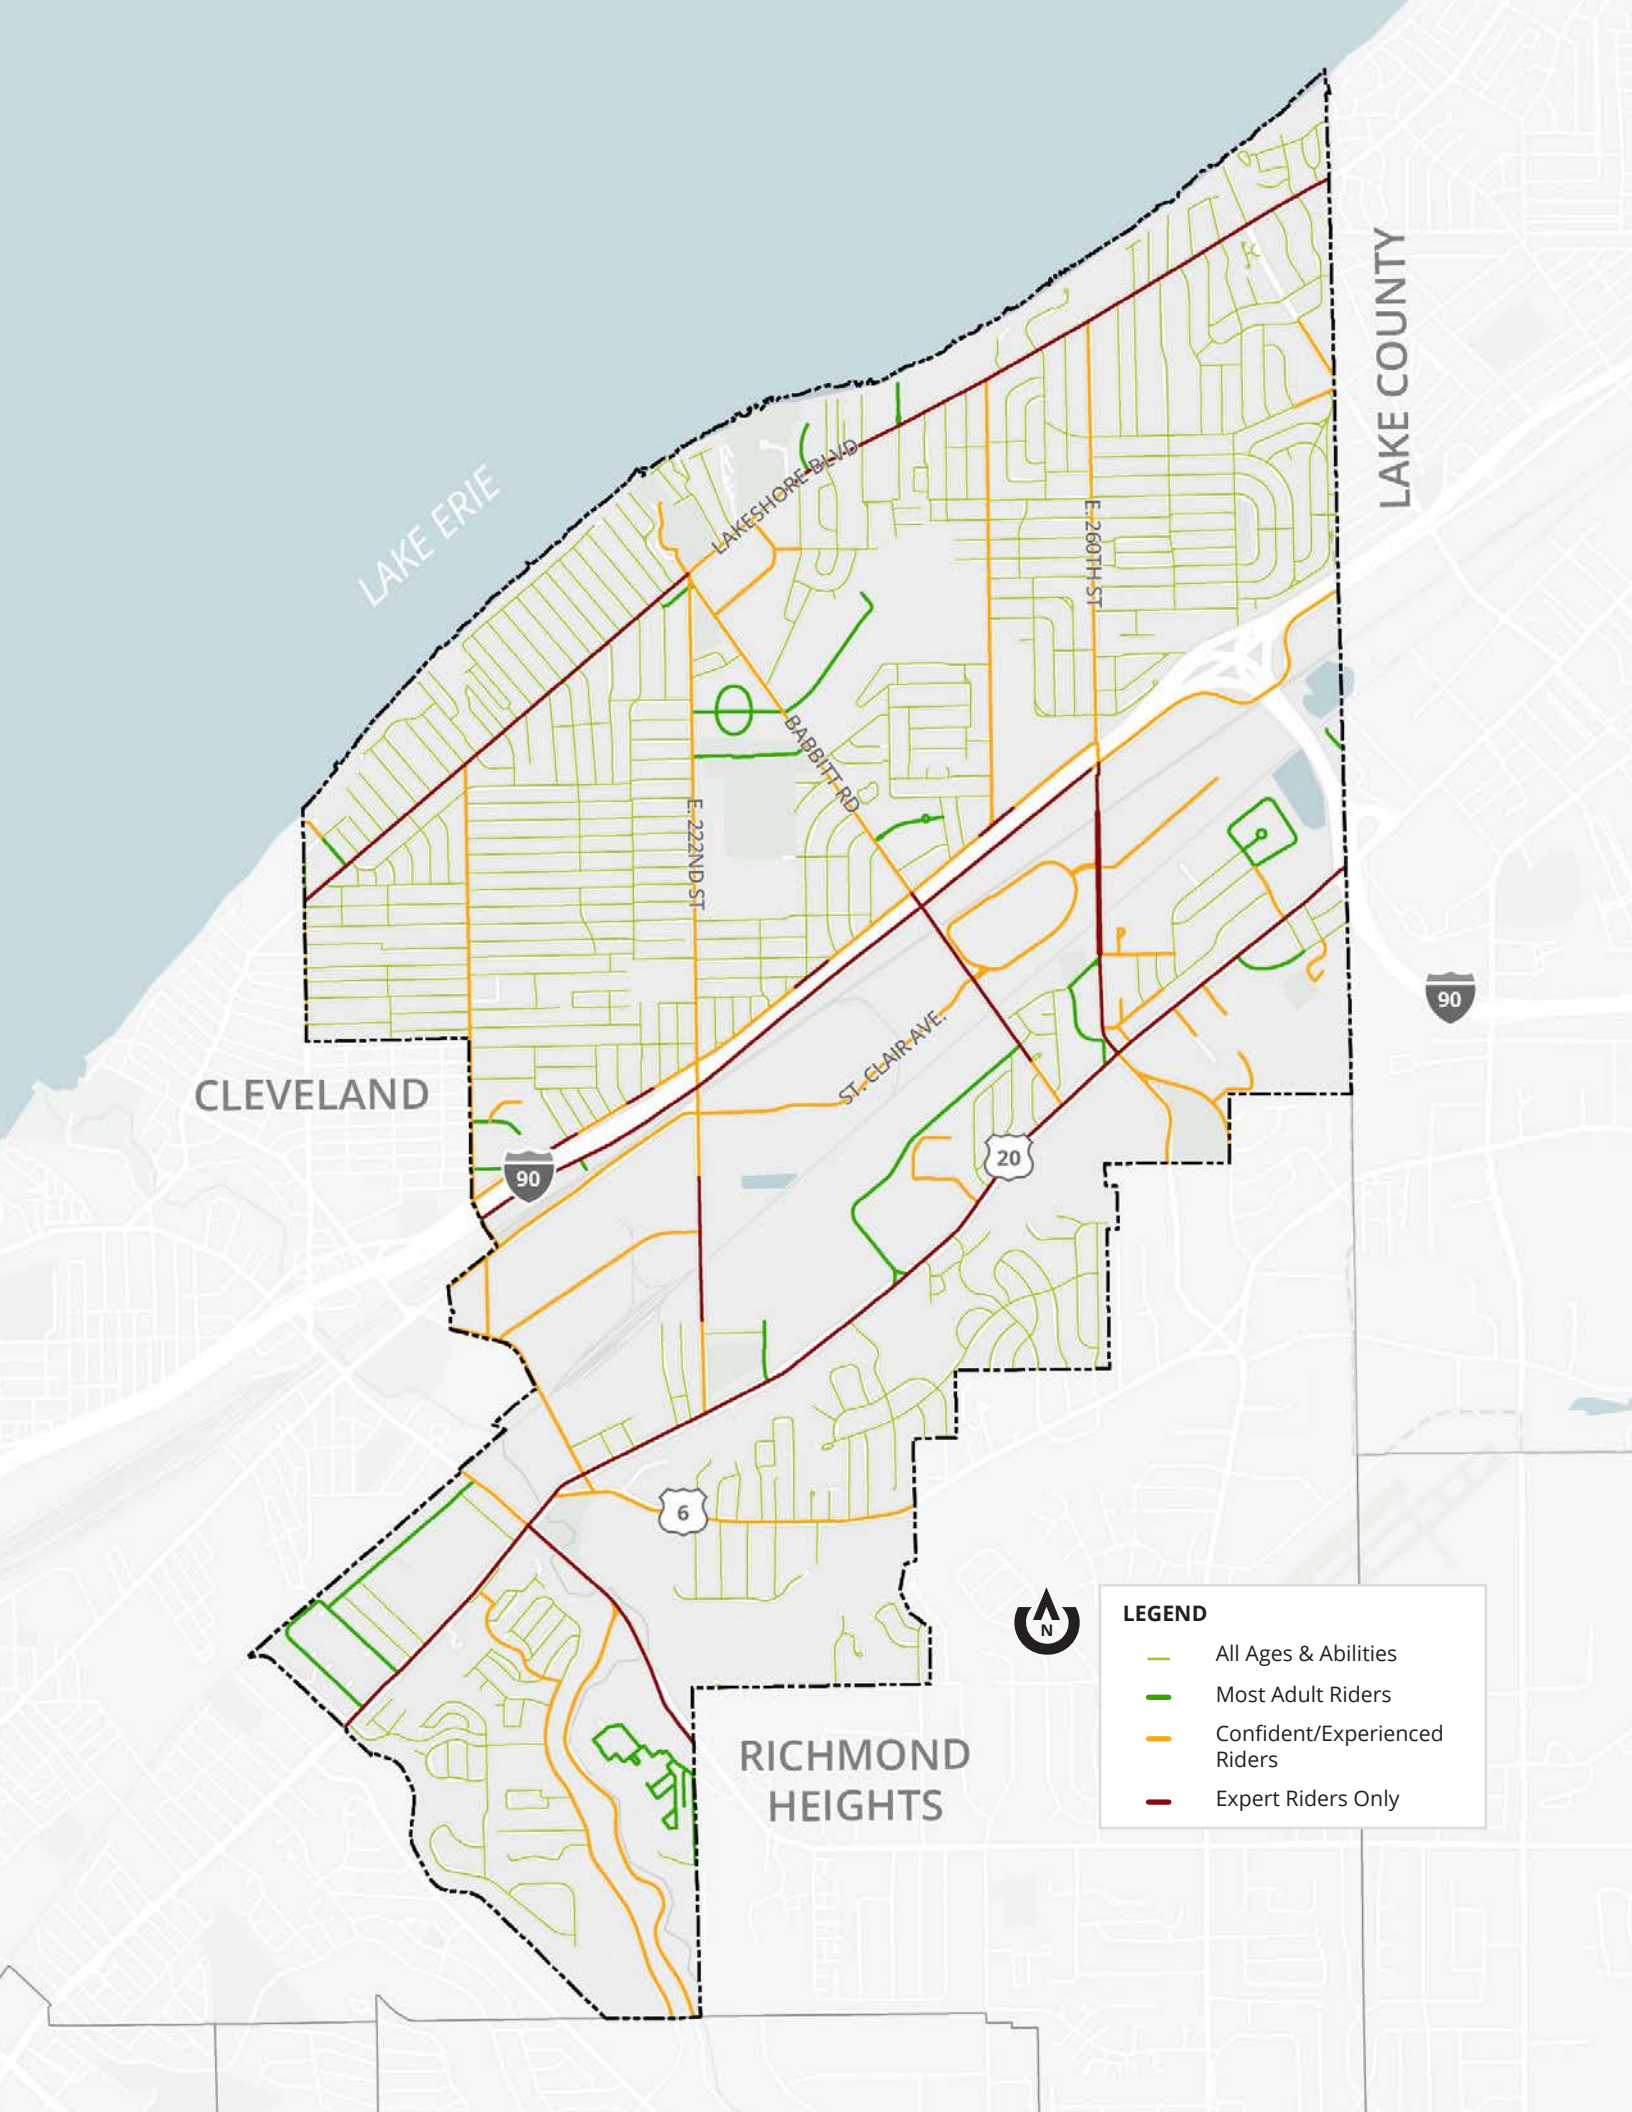 LAKE COUNTY
LAKE ERIE
LAKESHORE BLVD
E. 260TH ST
BABBITT RD
E. 222ND ST
90
ST. CLAIR AVE.
CLEVELAND
20
90
6
RICHMOND
HEIGHTS
N
LEGEND
All Ages & Abilities
Most Adult Riders
Confident/Experienced
Riders
Expert Riders Only